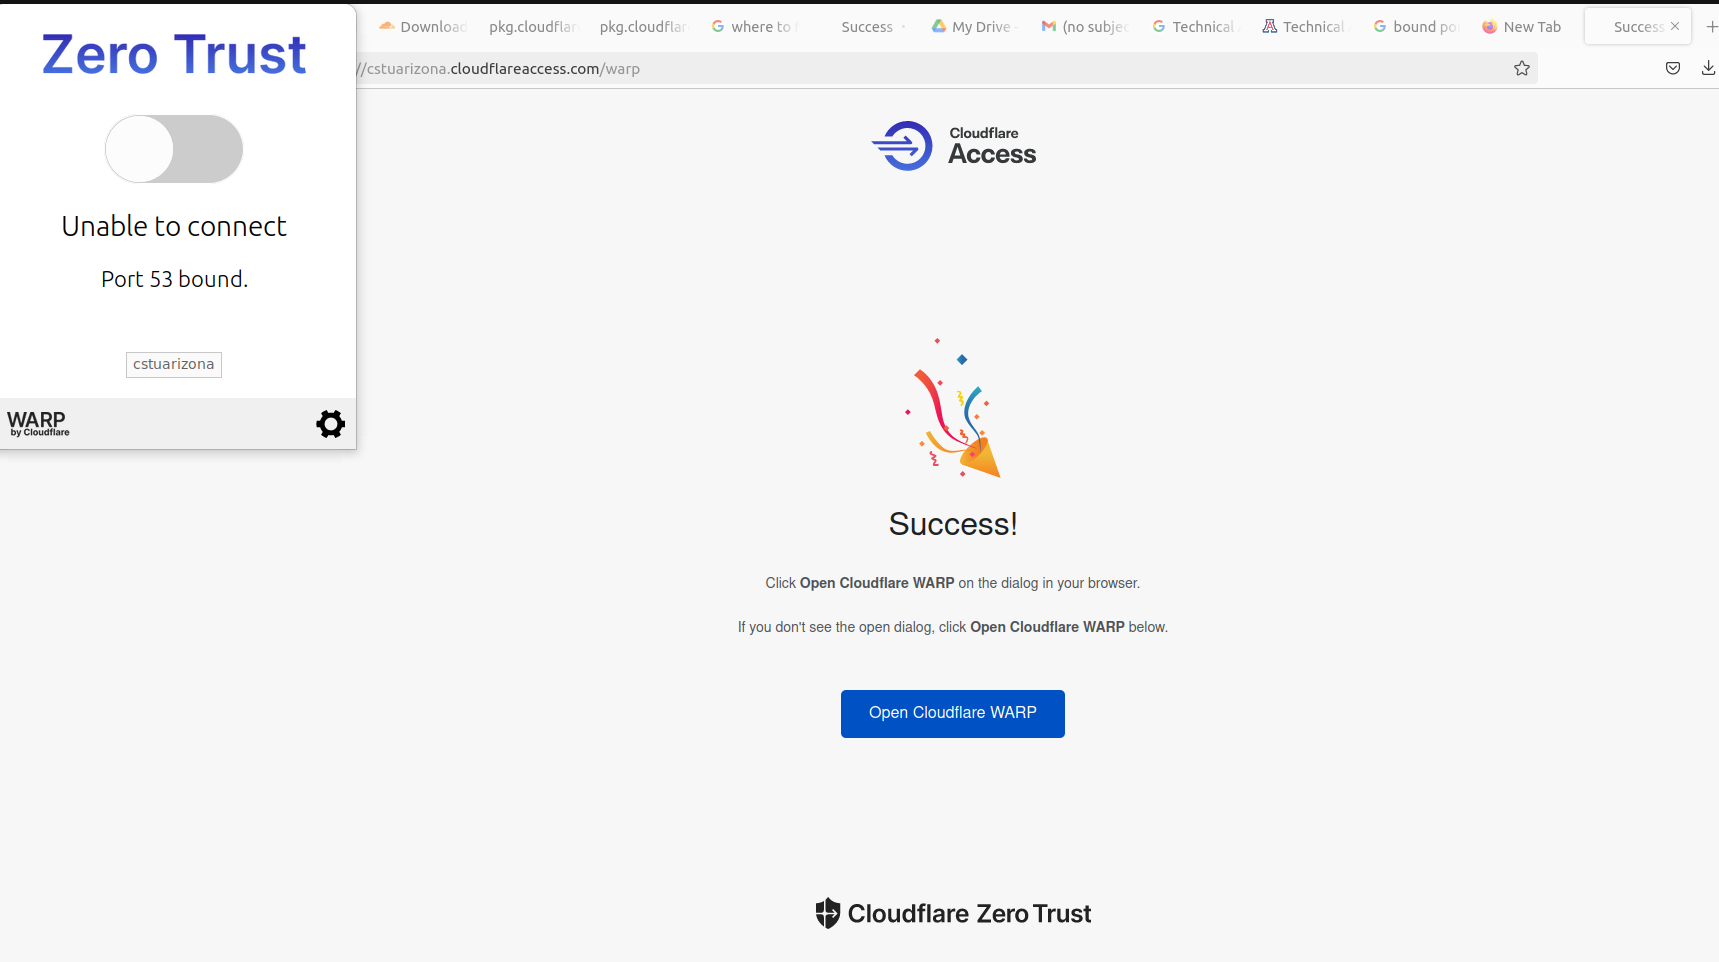 Zero Trust
Unable to connect
Port 53 bound.
cstuarizona
WARP
by Cloudflare
Download
pkg.cloudflar
pkg.cloudflar
where to
Success
My Drive -
(no subjec
Technical
Technical
bound po
New Tab
Success
//cstuarizona.cloudflareaccess.com/warp
Cloudflare
Access
Success!
Click Open Cloudflare WARP on the dialog in your browser.
If you don't see the open dialog, click Open Cloudflare WARP below.
Open Cloudflare WARP
Cloudflare Zero Trust